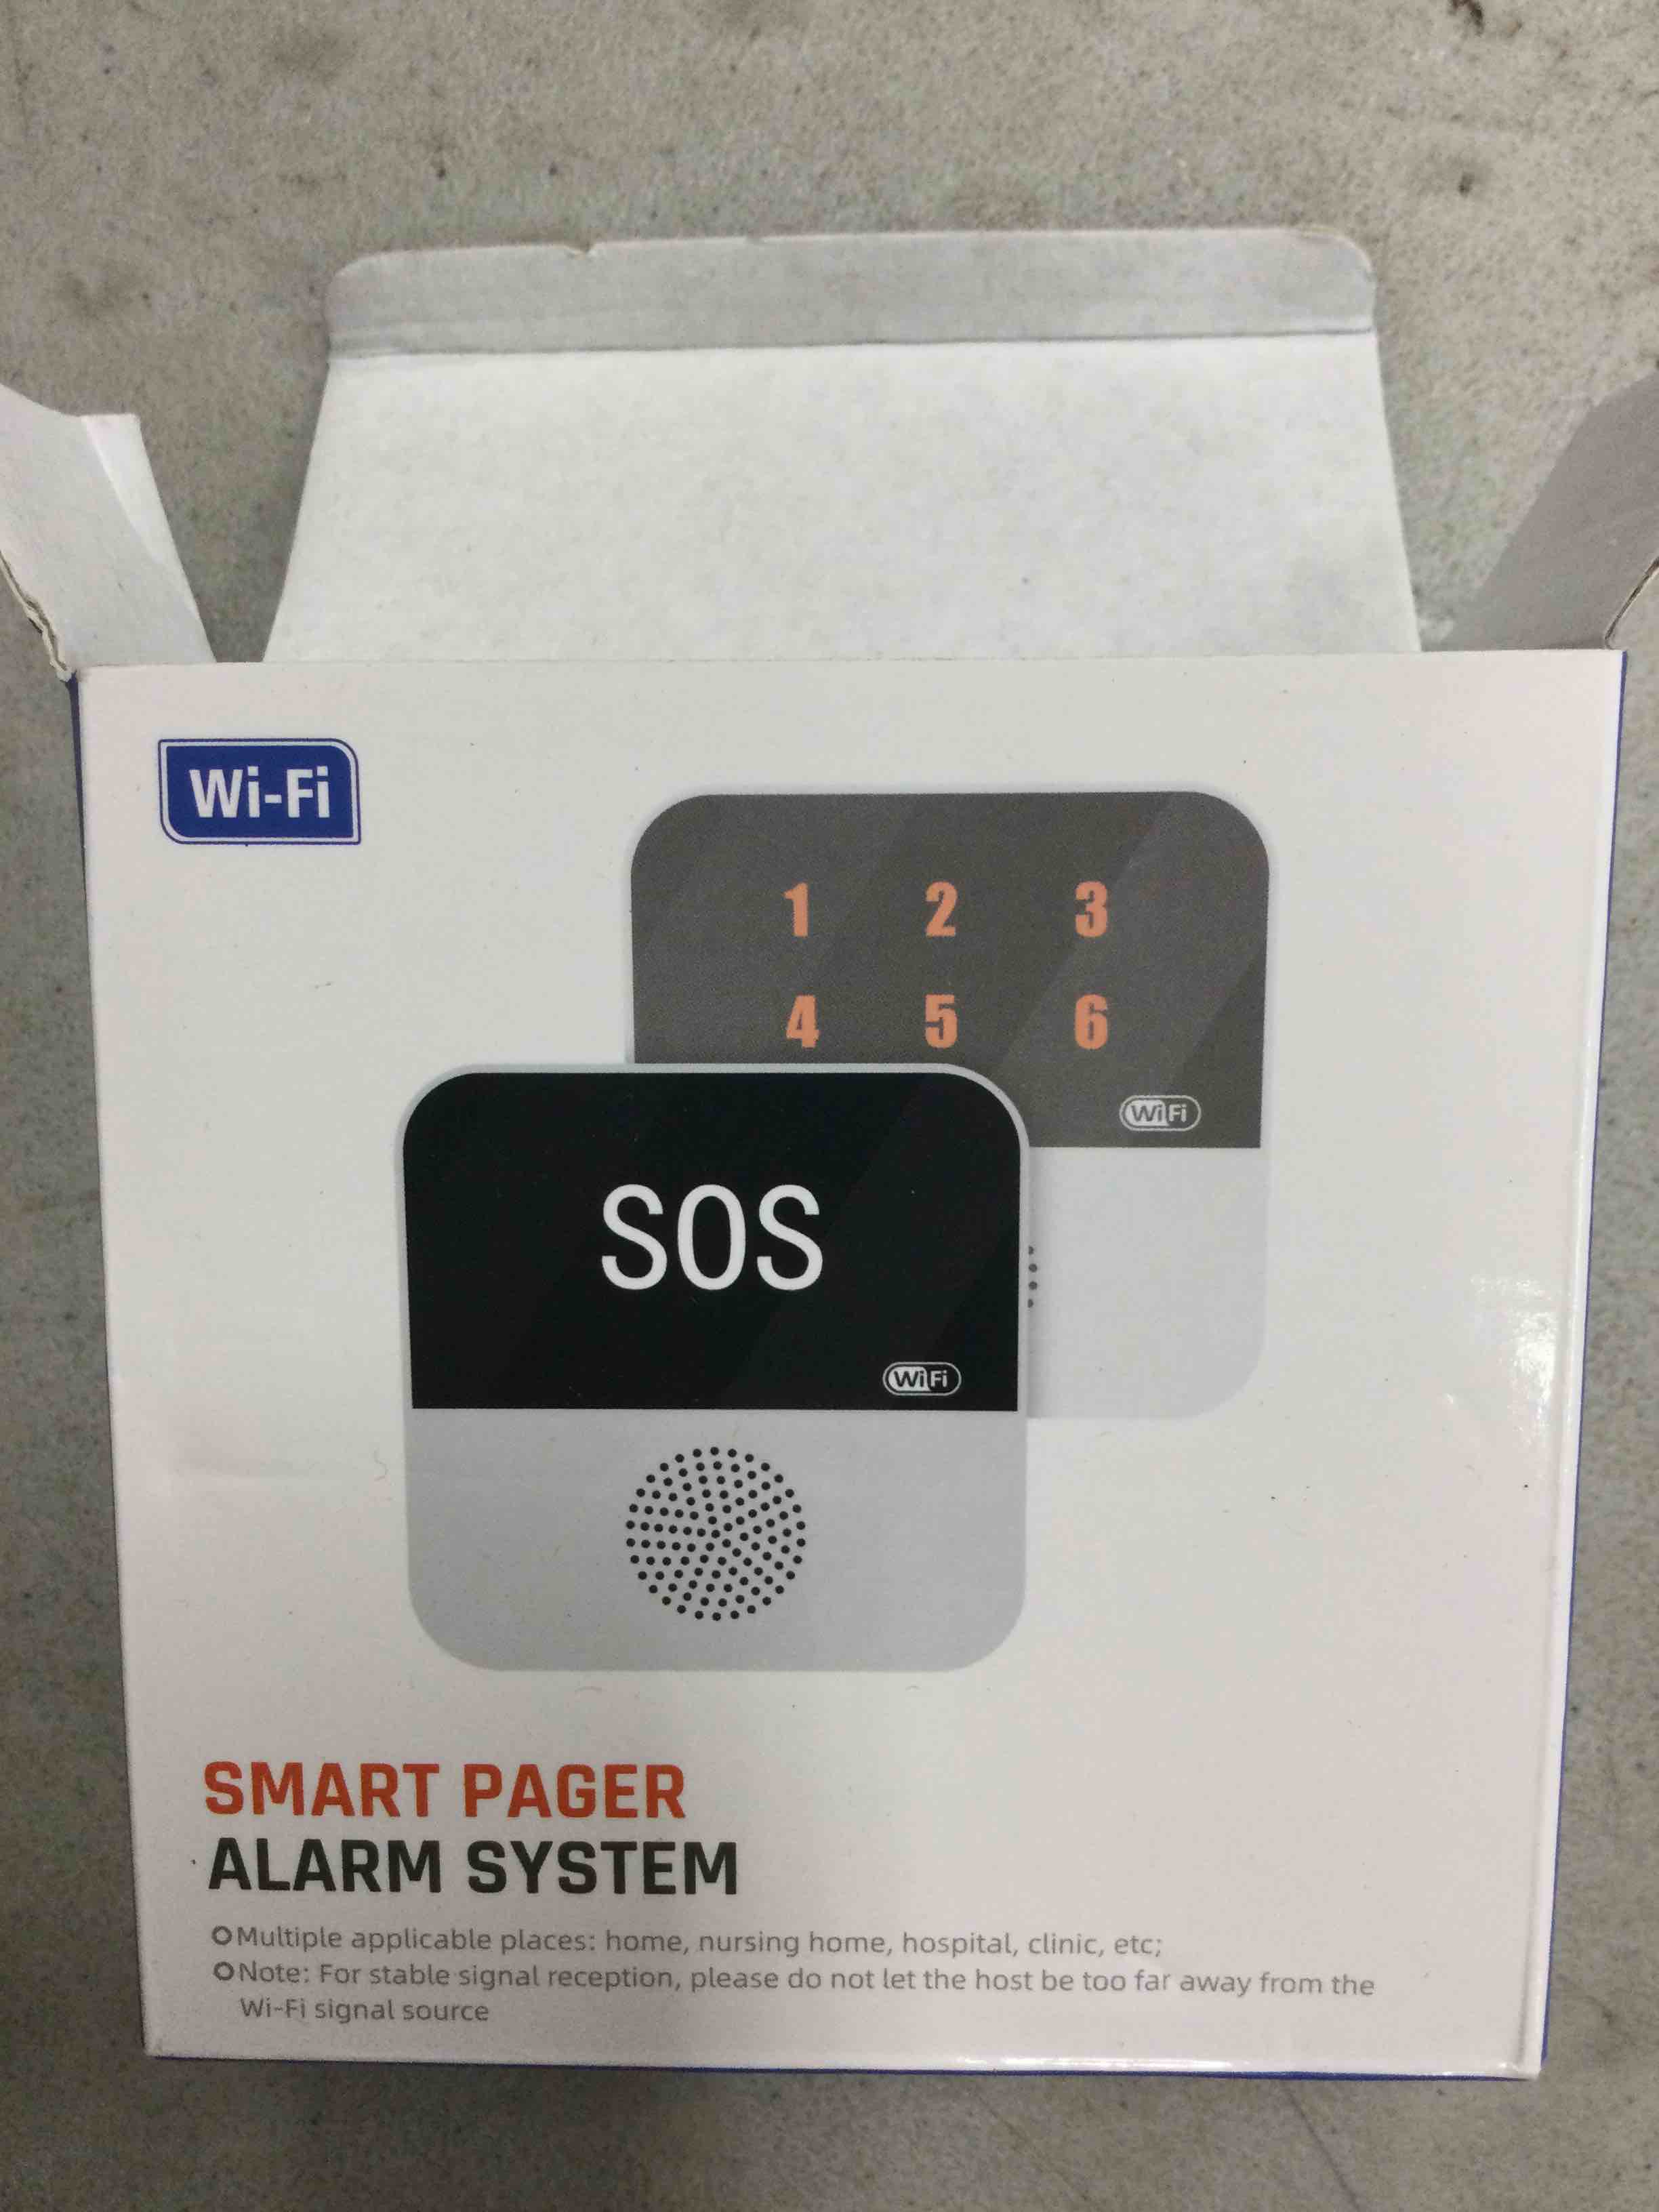 Wi-Fi
1 2 3
4 5 6
WiFi
SOS
WiFi
SMART PAGER
ALARM SYSTEM
Multiple applicable places: home, nursing home, hospital, clinic, etc;
Note: For stable signal reception, please do not let the host be too far away from the
Wi-Fi signal source